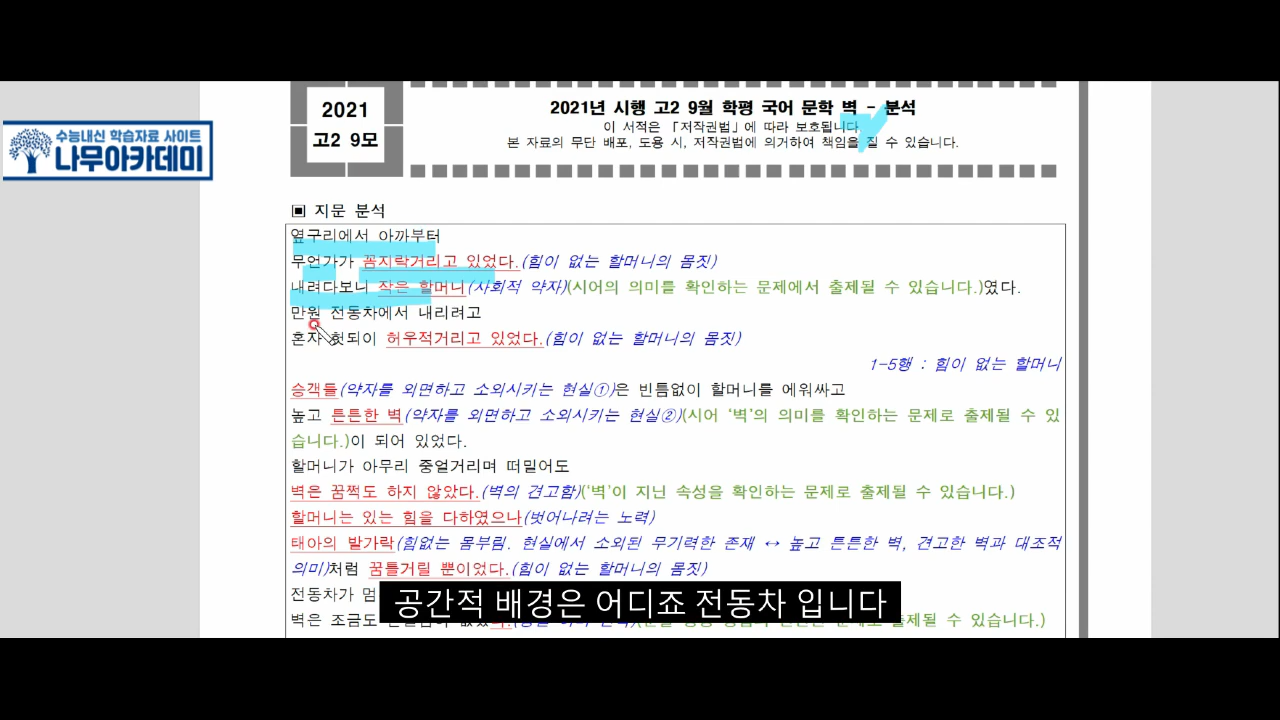 수능내신 학습자료 사이트
나무아카데미
2021
고2 9모
2021년 시행 고2 9월 학평 국어 문학 벽 - 분석
이 서적은 「저작권법」에 따라 보호됩니다
본 자료의 무단 배포, 도용 시, 저작권법에 의거하여 책임을 질 수 있습니다.
▣ 지문 분석
옆구리에서 아까부터
무언가가 꼼지락거리고 있었다.(힘이 없는 할머니의 몸짓)
내려다보니 작은 할머니(사회적 약자)(시어의 의미를 확인하는 문제에서 출제될 수 있습니다.)였다.
만원 전동차에서 내리려고
혼자 헛되이 허우적거리고 있었다.(힘이 없는 할머니의 몸짓)
1-5행 : 힘이 없는 할머니
승객들(약자를 외면하고 소외시키는 현실①)은 빈틈없이 할머니를 에워싸고
높고 튼튼한 벽(약자를 외면하고 소외시키는 현실②)(시어 ‘벽’의 의미를 확인하는 문제로 출제될 수 있
습니다.)이 되어 있었다.
할머니가 아무리 중얼거리며 떠밀어도
벽은 꿈쩍도 하지 않았다.(벽의 견고함)(‘벽’이 지닌 속성을 확인하는 문제로 출제될 수 있습니다.)
할머니는 있는 힘을 다하였으나(벗어나려는 노력)
태아의 발가락(힘없는 몸부림. 현실에서 소외된 무기력한 존재 ↔ 높고 튼튼한 벽, 견고한 벽과 대조적
의미)처럼 꿈틀거릴 뿐이었다.(힘이 없는 할머니의 몸짓)
전동차가 멈
공간적 배경은 어디죠 전동차 입니다
벽은 조금도 출제될 수 있습니다.)